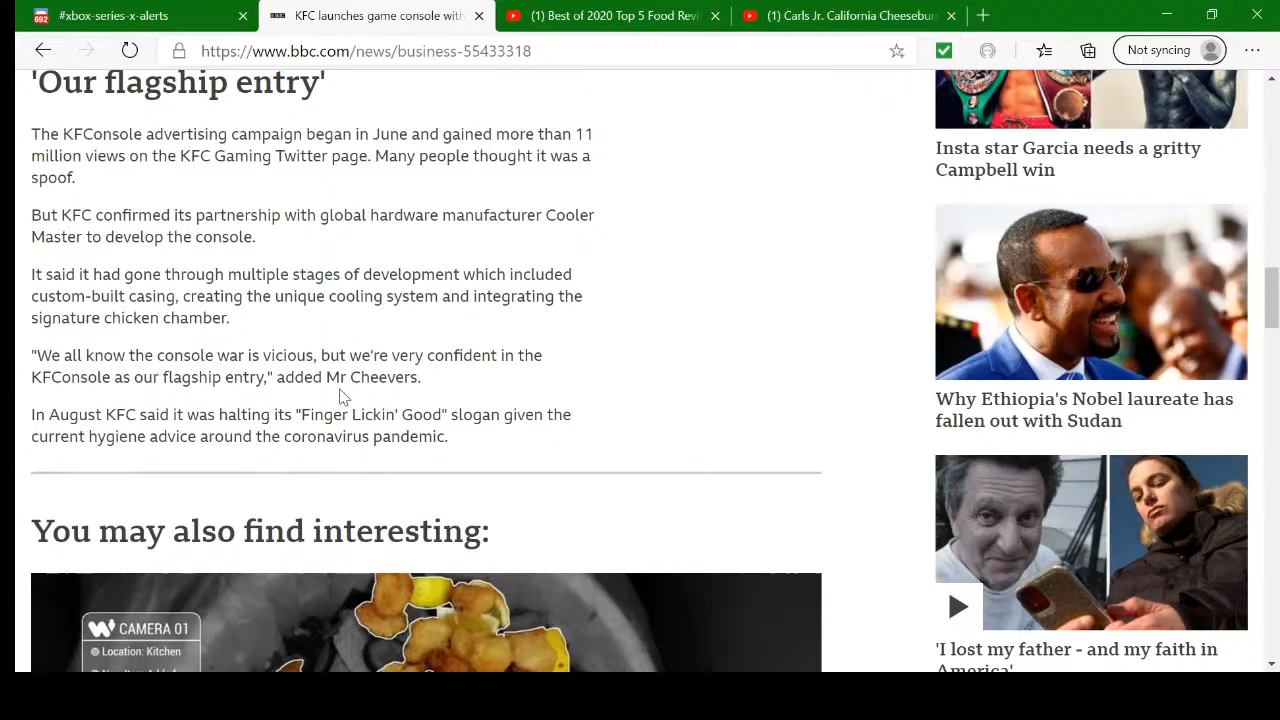 692 #xbox-series-x-alerts
BBC KFC launches game console with
(1) Best of 2020 Top 5 Food Revi
(1) Carls Jr. California Cheesebur
https://www.bbc.com/news/business-55433318
Not syncing
'Our flagship entry'
The KFConsole advertising campaign began in June and gained more than 11
million views on the KFC Gaming Twitter page. Many people thought it was a
spoof.
But KFC confirmed its partnership with global hardware manufacturer Cooler
Master to develop the console.
It said it had gone through multiple stages of development which included
custom-built casing, creating the unique cooling system and integrating the
signature chicken chamber.
"We all know the console war is vicious, but we're very confident in the
KFConsole as our flagship entry," added Mr Cheevers.
In August KFC said it was halting its "Finger Lickin' Good" slogan given the
current hygiene advice around the coronavirus pandemic.
You may also find interesting:
W CAMERA 01
Location: Kitchen
Insta star Garcia needs a gritty
Campbell win
Why Ethiopia's Nobel laureate has
fallen out with Sudan
'I lost my father - and my faith in
America'